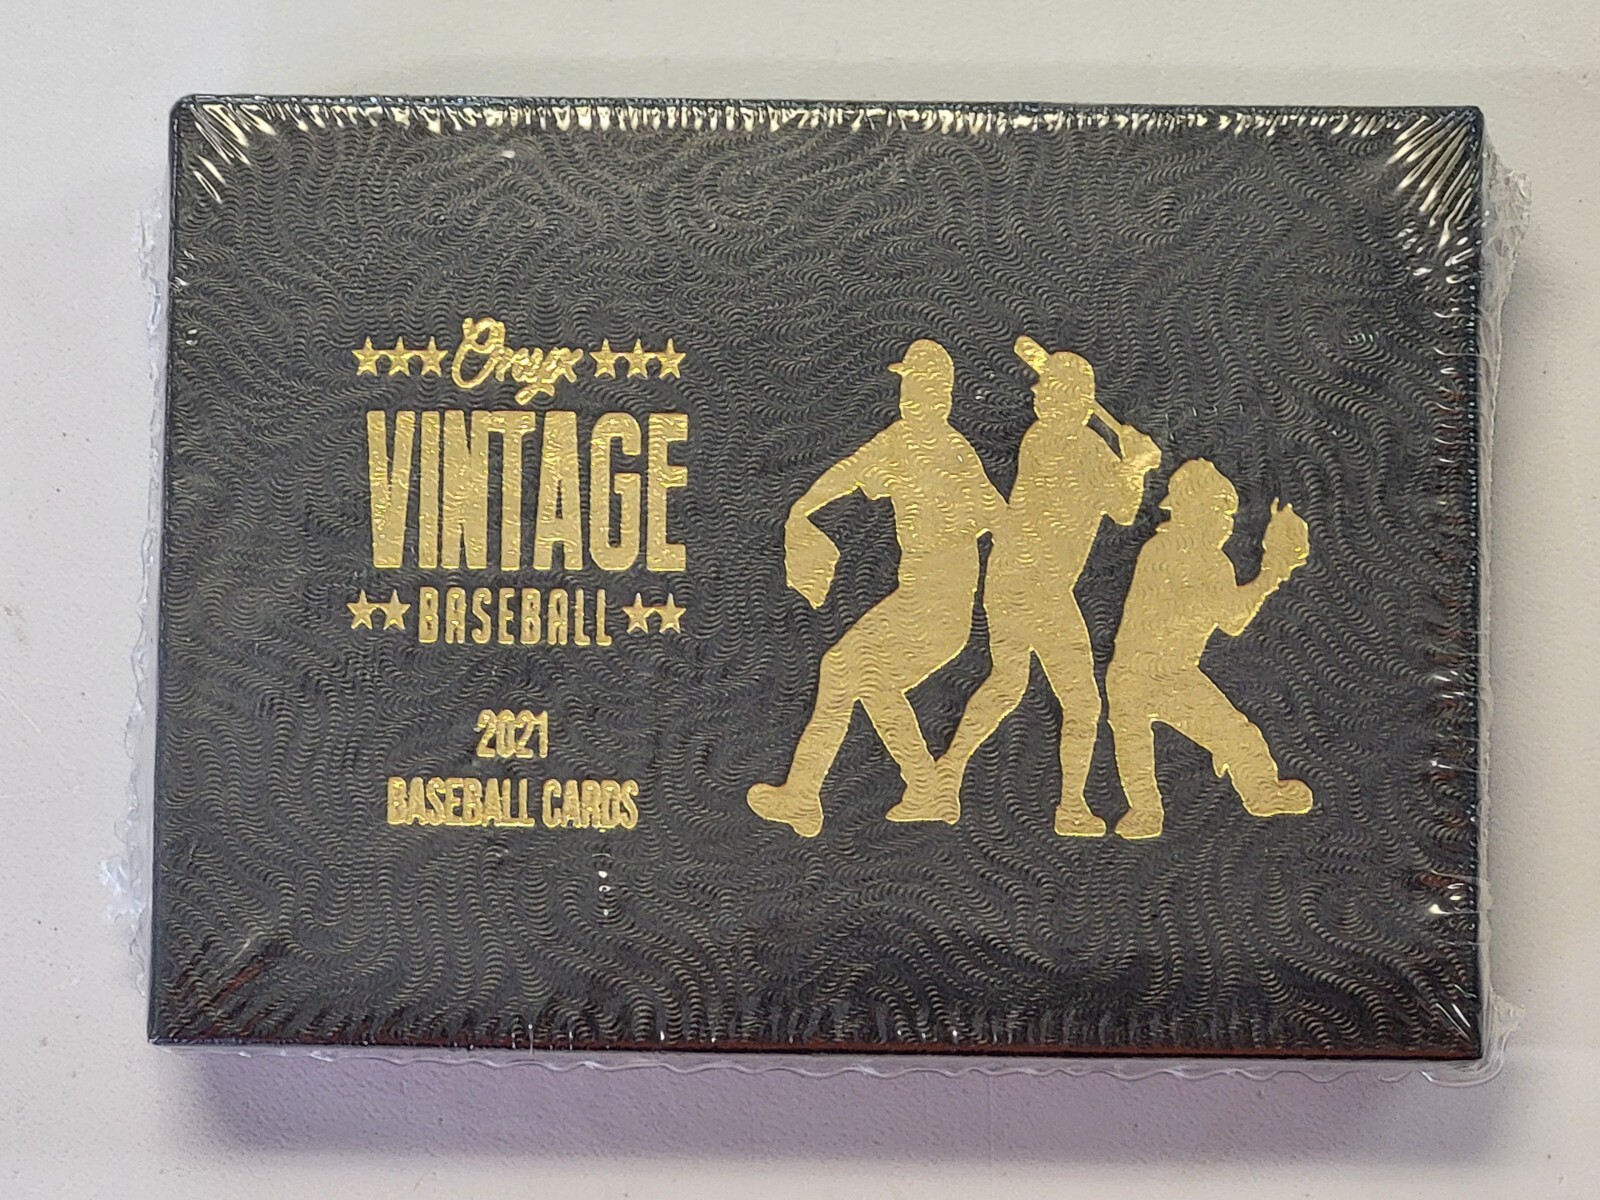 Onyx
VINTAGE
BASEBALL
2021
BASEBALL CARDS